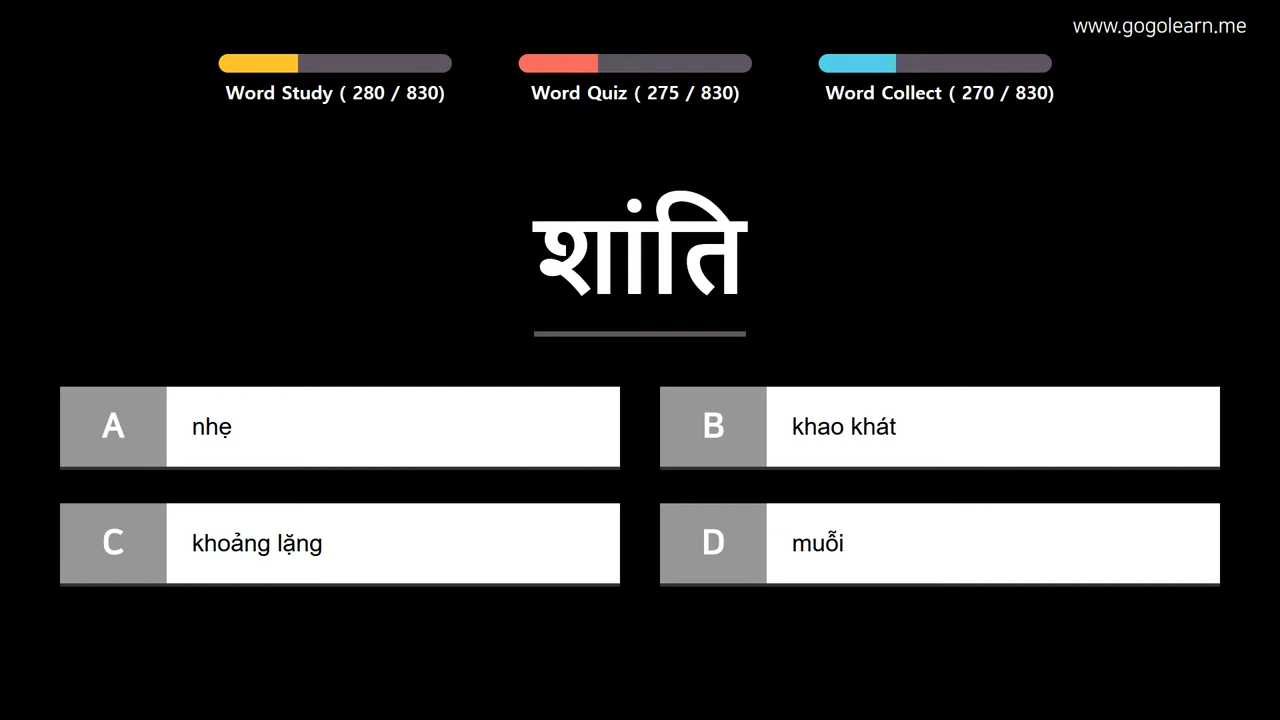 www.gogolearn.me
Word Study ( 280 / 830)
Word Quiz ( 275 / 830)
Word Collect ( 270 / 830)
शांति
A
nhẹ
B
khao khát
C
khoảng lặng
D
muỗi